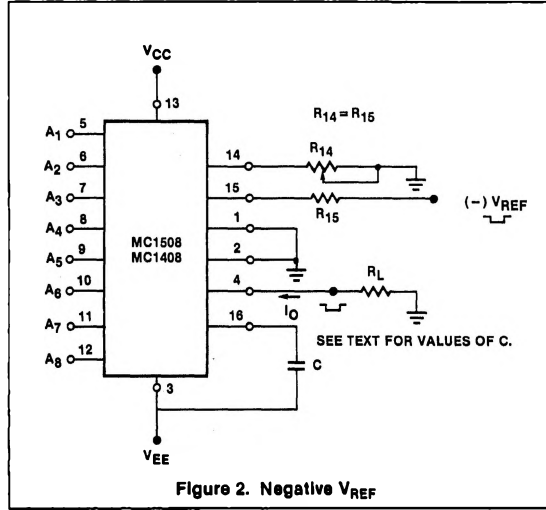 VCC
13
R14 = R15
A1 5
A2 6
A3 7
A4 8
A5 9
A6 10
A7 11
A8 12
MC1508
MC1408
14
R14
15
R15
(-) VREF
1
2
4
IO
RL
16
SEE TEXT FOR VALUES OF C.
C
3
VEE
Figure 2. Negative VREF